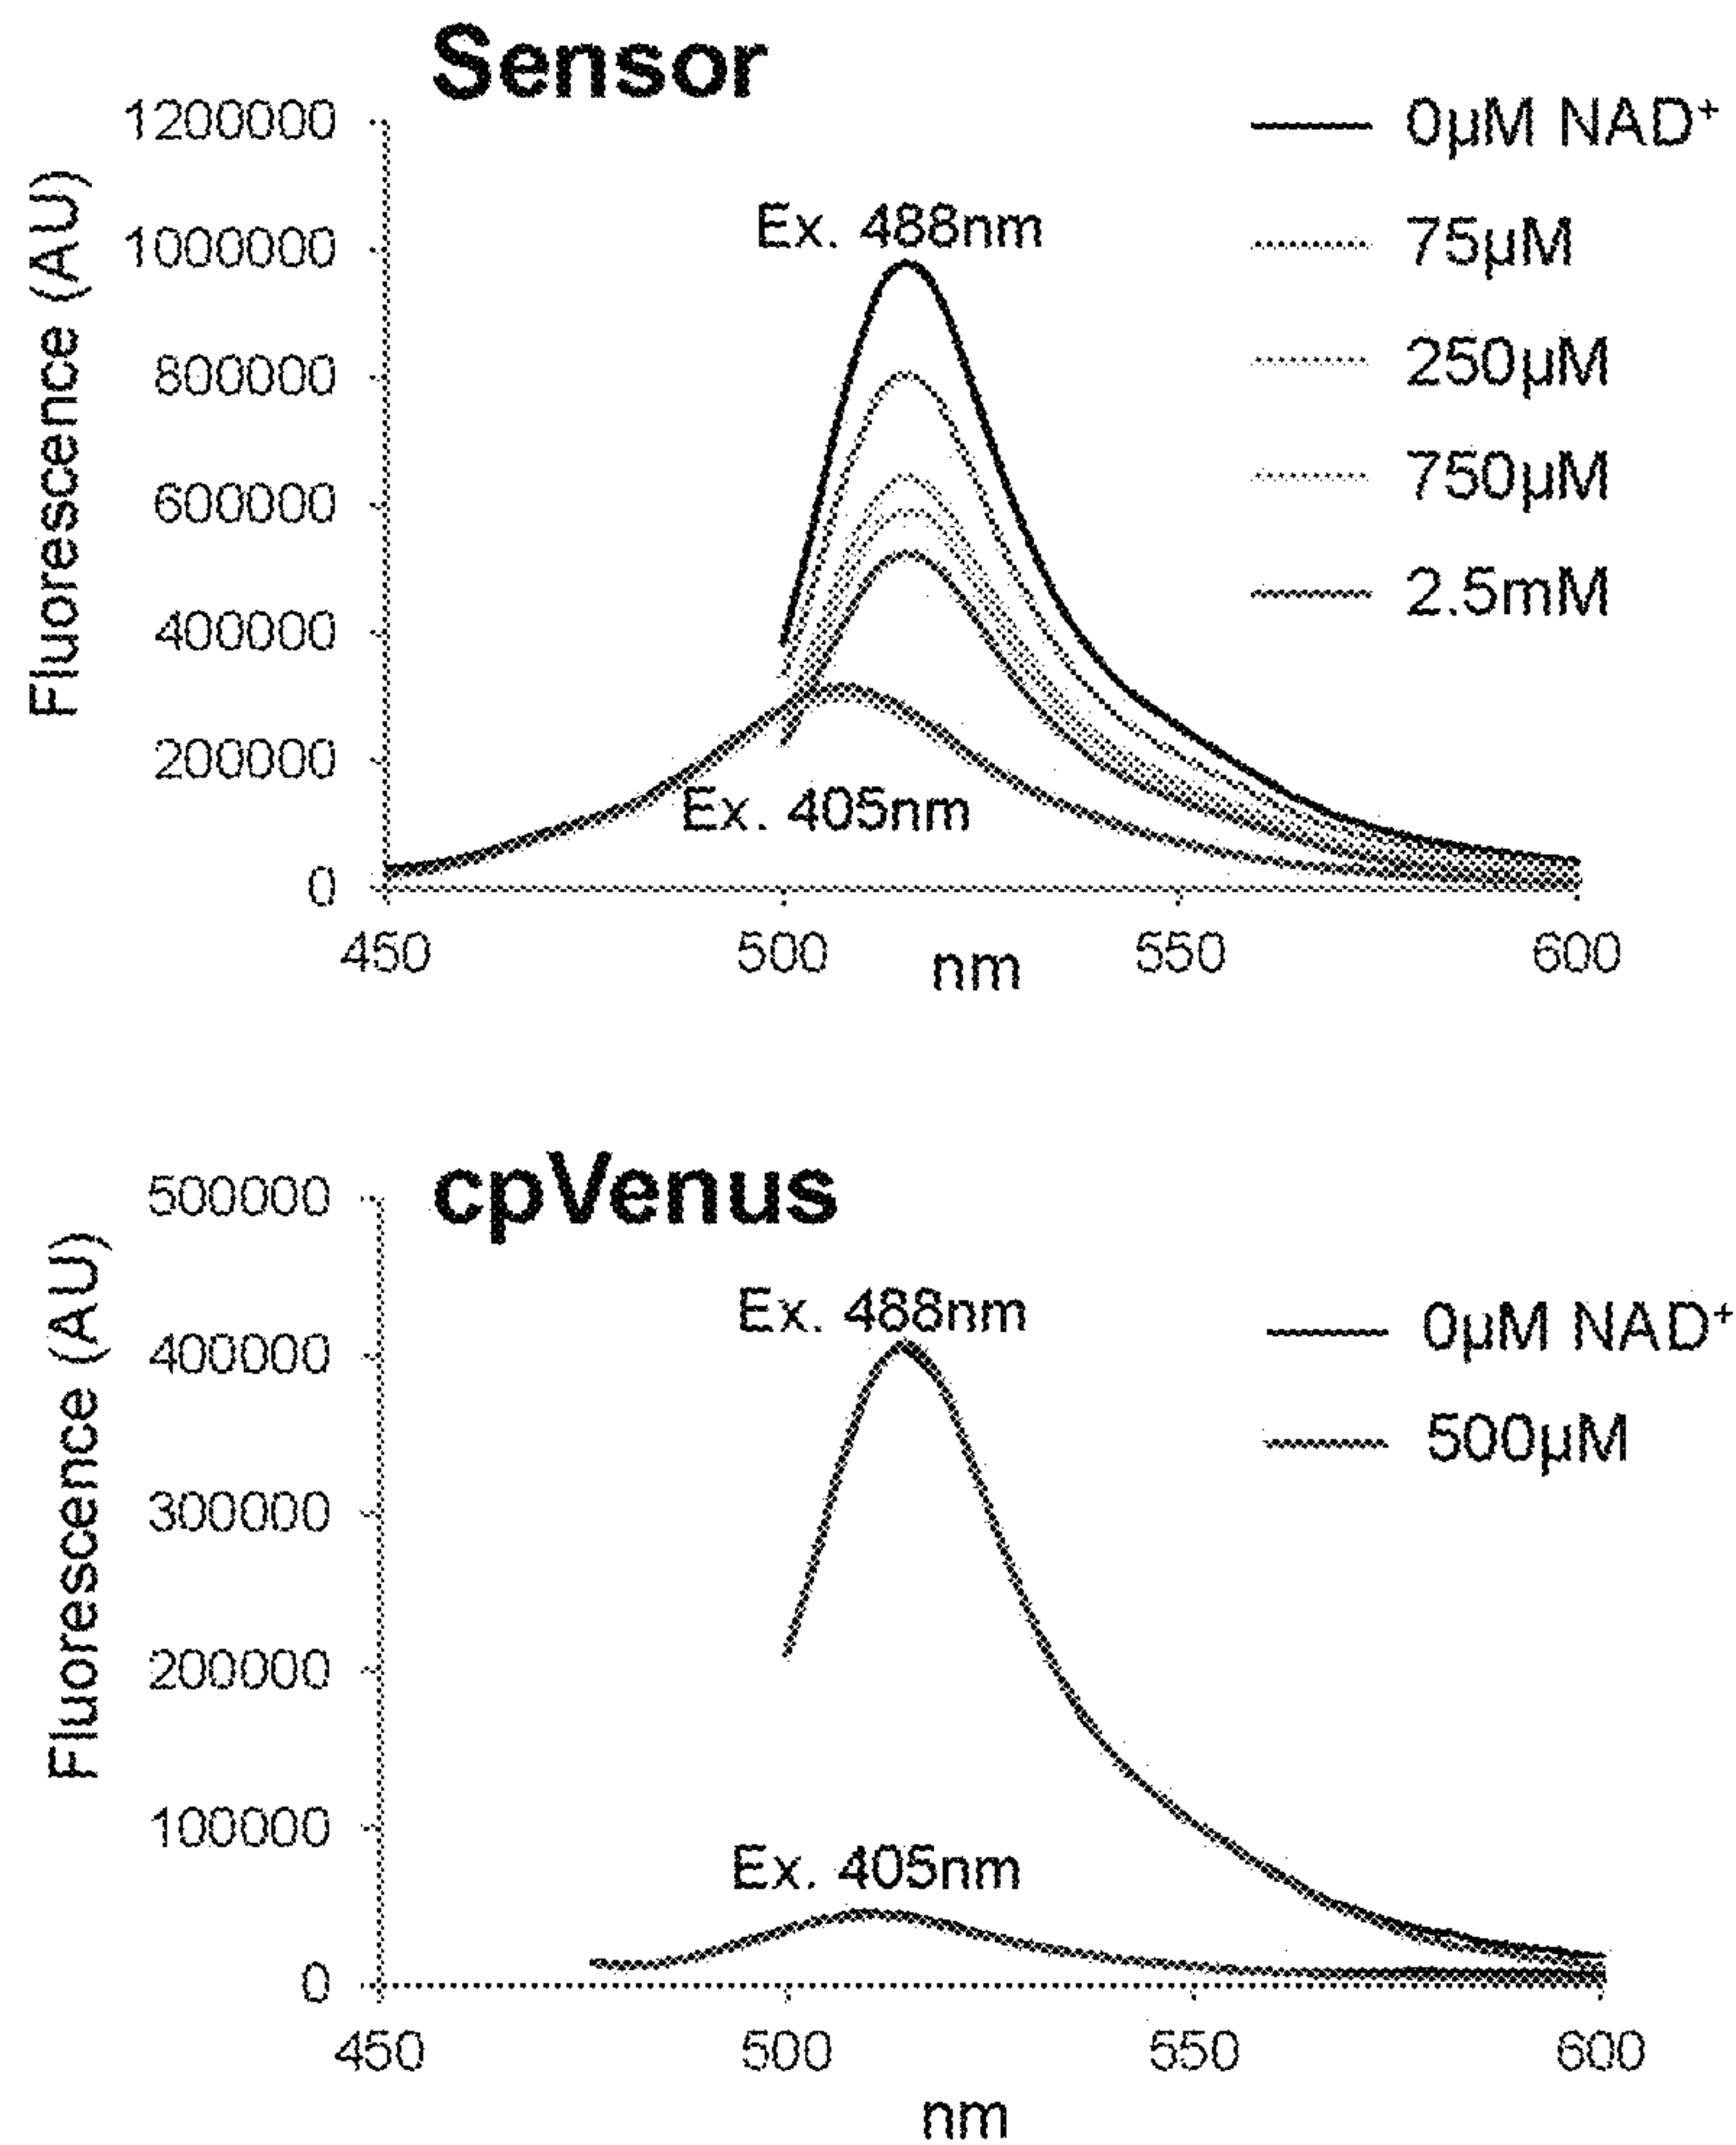 Sensor
Fluorescence (AU)
1200000
1000000
800000
600000
400000
200000
0
450
500
550
600
nm
Ex. 488nm
Ex. 405nm
0µM NAD⁺
75µM
250µM
750µM
2.5mM
cpVenus
Fluorescence (AU)
500000
400000
300000
200000
100000
0
450
500
550
600
nm
Ex. 488nm
Ex. 405nm
0µM NAD⁺
500µM